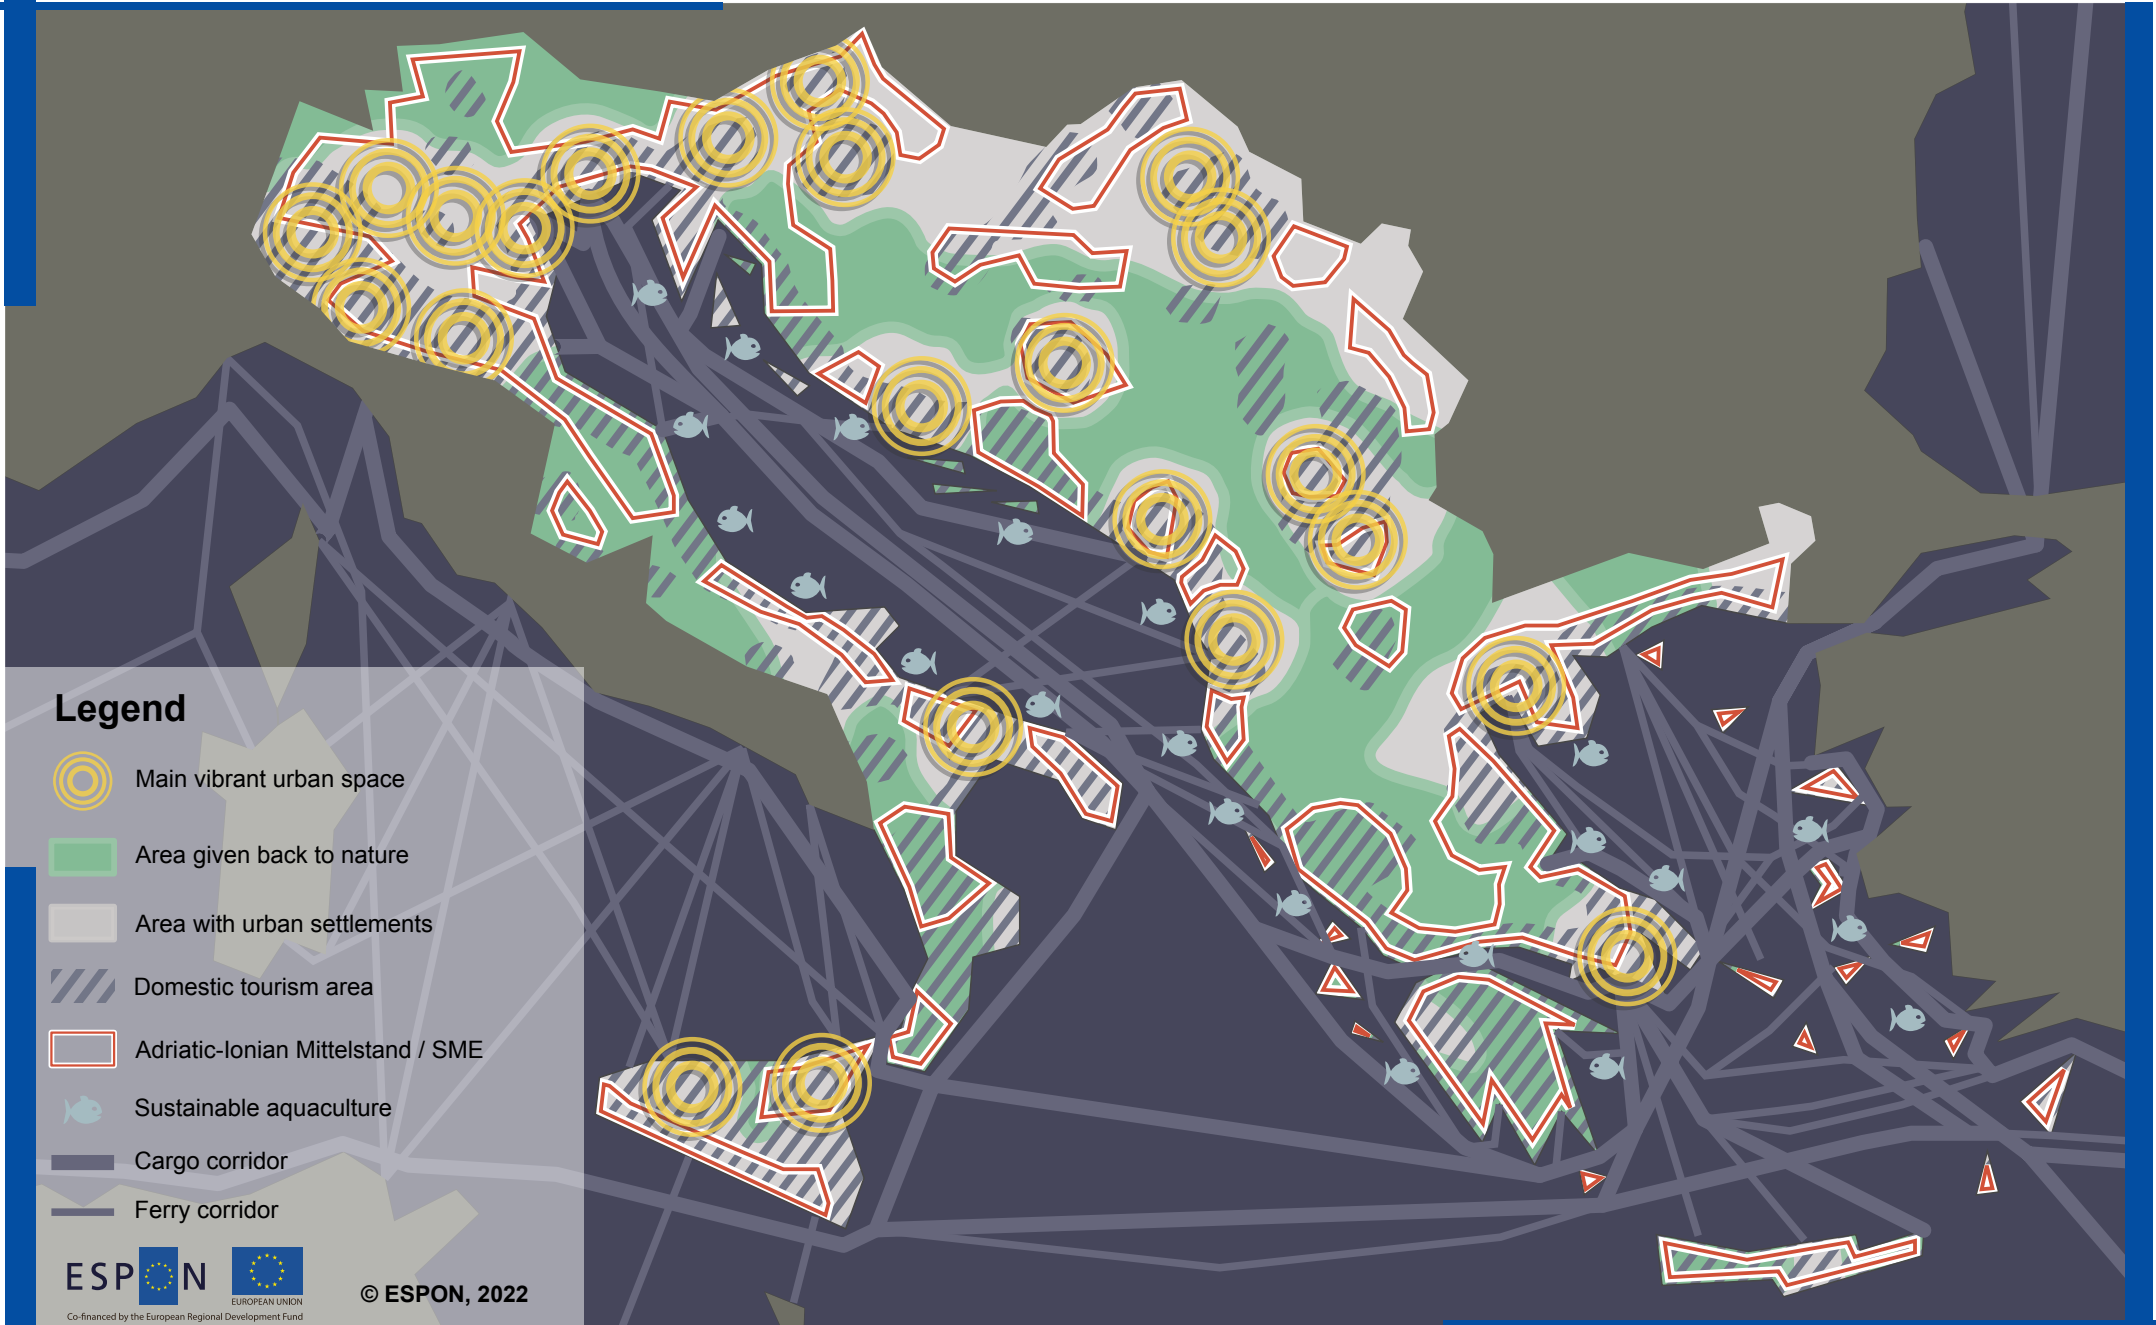 Legend
Main vibrant urban space
Area given back to nature
Area with urban settlements
Domestic tourism area
Adriatic-Ionian Mittelstand / SME
Sustainable aquaculture
Cargo corridor
Ferry corridor
ESPON
EUROPEAN UNION
© ESPON, 2022
Co-financed by the European Regional Development Fund